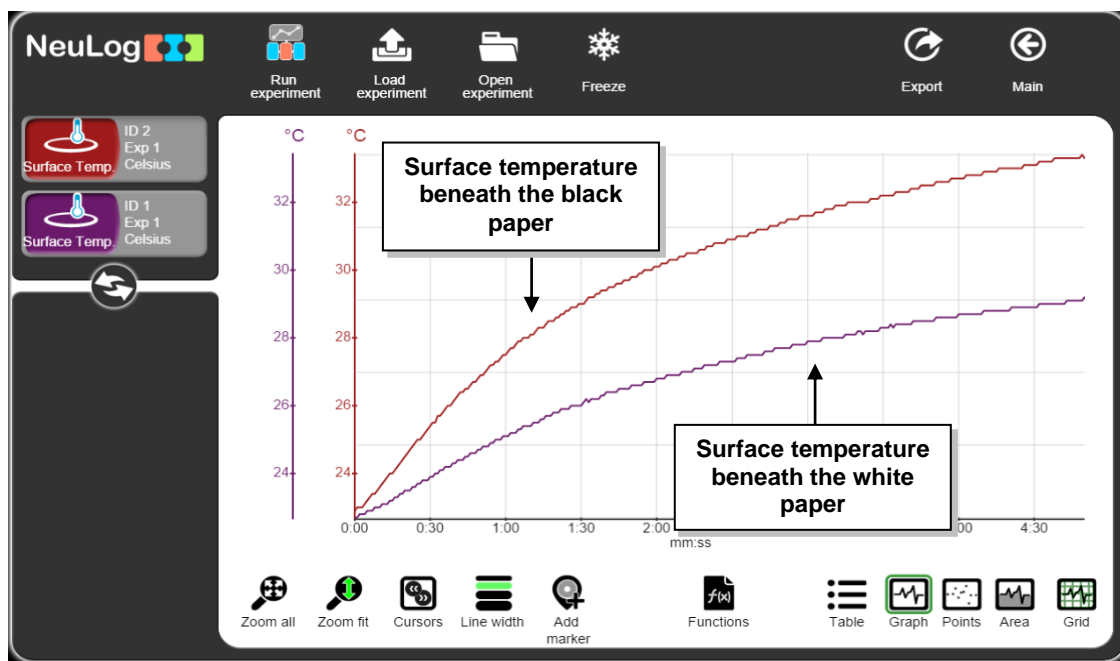 NeuLog
Run
experiment
Load
experiment
Open
experiment
Freeze
Export
Main
ID 2
Exp 1
Celsius
Surface Temp.
ID 1
Exp 1
Celsius
Surface Temp.
°C
°C
32
30
28
26
24
32
30
28
26
24
Surface temperature
beneath the black
paper
Surface temperature
beneath the white
paper
0:00 0:30 1:00 1:30 2:00 00 4:30
mm:ss
Zoom all
Zoom fit
Cursors
Line width
Add
marker
f(x)
Functions
Table
Graph
Points
Area
Grid